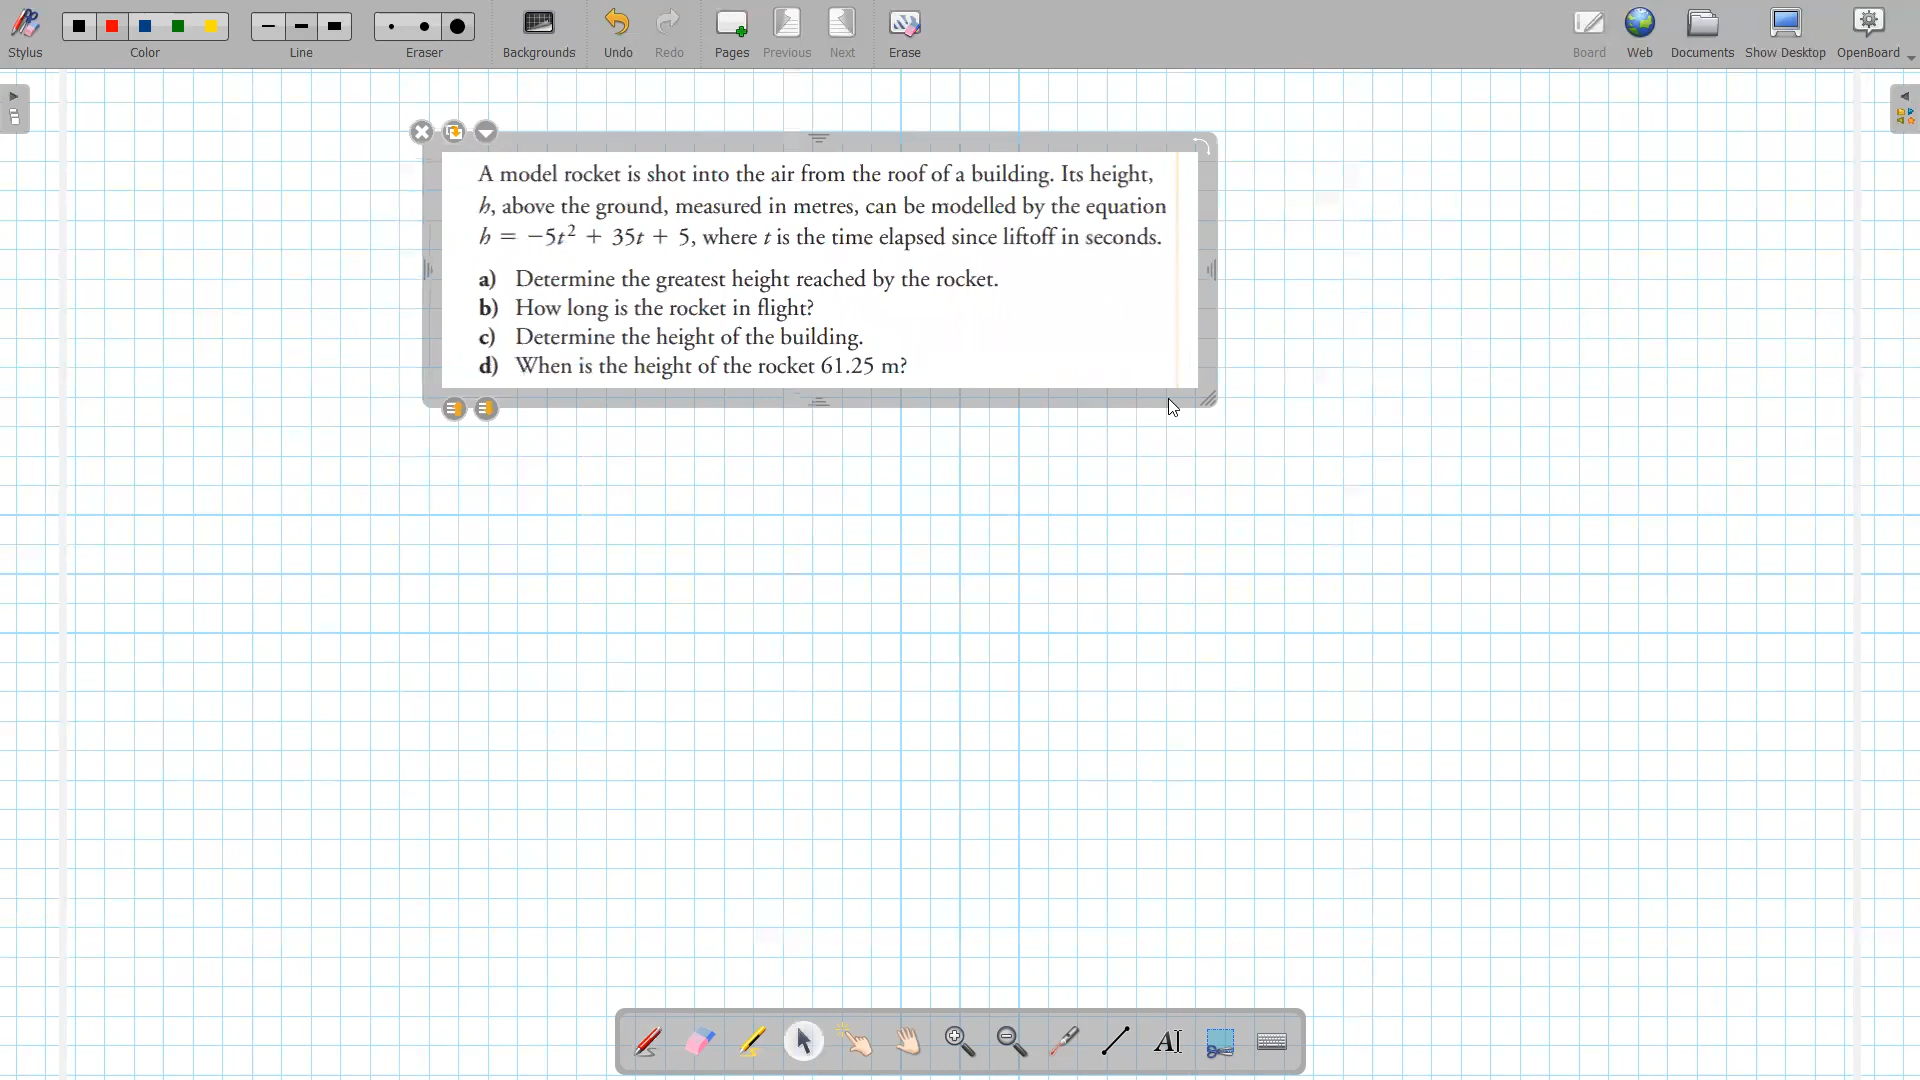 Stylus
Color
Line
Eraser
Backgrounds
Undo
Redo
Pages
Previous
Next
Erase
Board
Web
Documents
Show Desktop
OpenBoard
A model rocket is shot into the air from the roof of a building. Its height,
h, above the ground, measured in metres, can be modelled by the equation
h = −5t² + 35t + 5, where t is the time elapsed since liftoff in seconds.
a) Determine the greatest height reached by the rocket.
b) How long is the rocket in flight?
c) Determine the height of the building.
d) When is the height of the rocket 61.25 m?